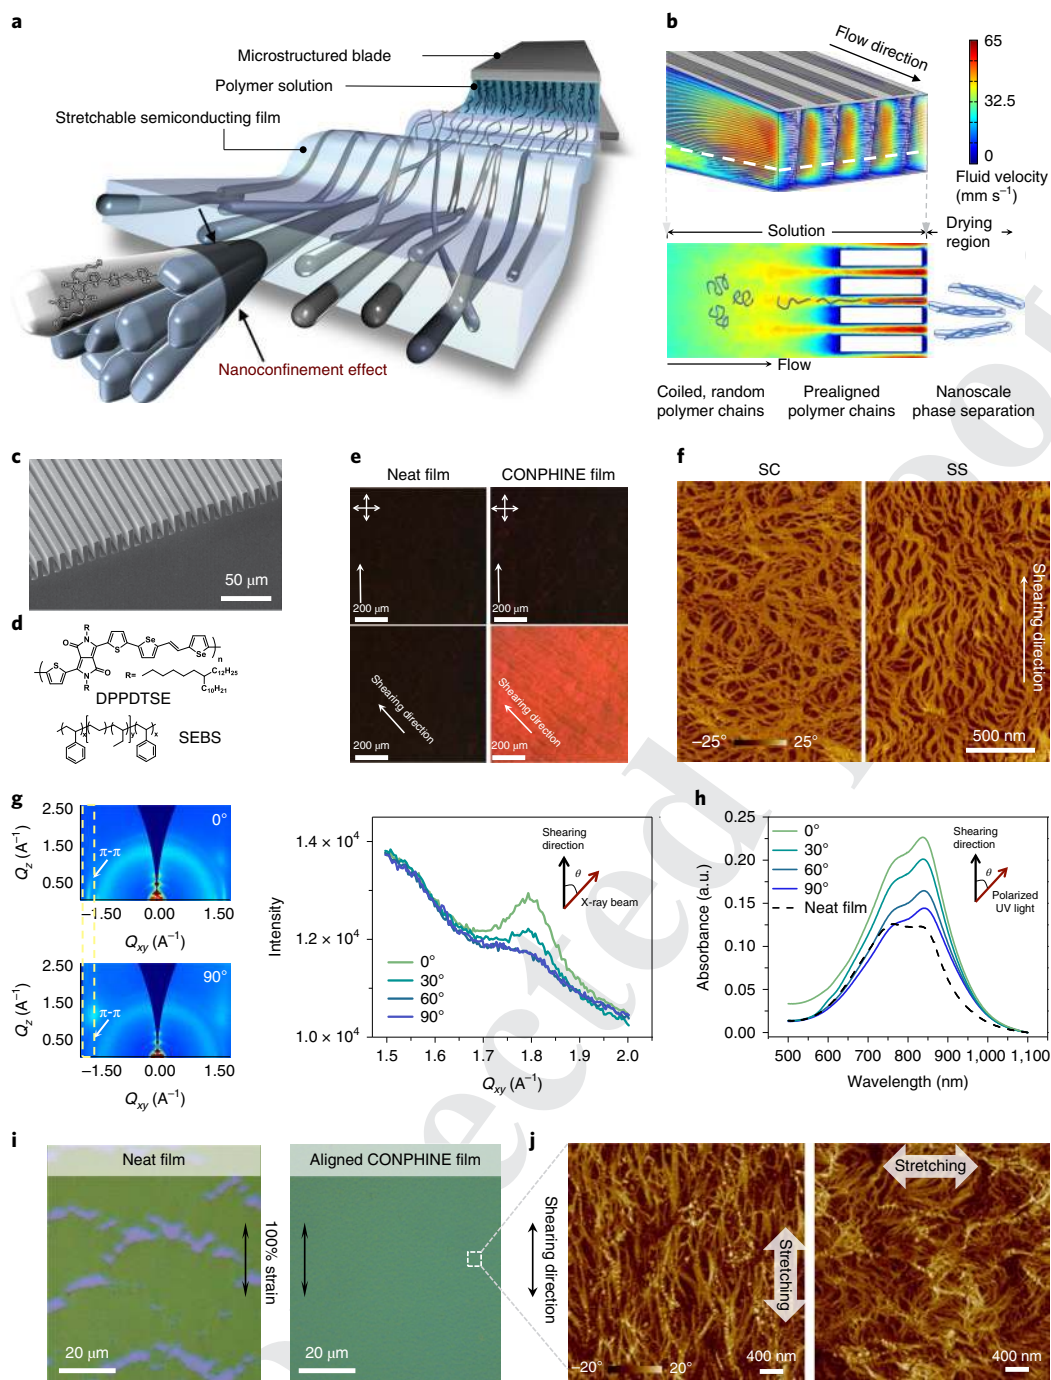 a
Microstructured blade
Polymer solution
Stretchable semiconducting film
Nanoconfinement effect
b
Flow direction
65
32.5
0
Fluid velocity
(mm s⁻¹)
Solution
Drying
region
Flow
Coiled, random
polymer chains
Prealigned
polymer chains
Nanoscale
phase separation
c
50 μm
d
R
O
N
S
Se
Se
n
S
N
O
R
R=
C12H25
C10H21
DPPDTSE
x
y
z
x
SEBS
e
Neat film
CONPHINE film
200 μm
200 μm
Shearing direction
200 μm
Shearing direction
200 μm
f
SC
SS
Shearing direction
–25°
25°
500 nm
g
2.50
1.50
0.50
Qz (A⁻¹)
0°
π-π
–1.50
0.00
1.50
Qxy (A⁻¹)
2.50
1.50
0.50
Qz (A⁻¹)
90°
π-π
–1.50
0.00
1.50
Qxy (A⁻¹)
1.4 × 10⁴
1.2 × 10⁴
1.0 × 10⁴
Intensity
Shearing
direction
θ
X-ray beam
0°
30°
60°
90°
1.5
1.6
1.7
1.8
1.9
2.0
Qxy (A⁻¹)
h
0.25
0.20
0.15
0.10
0.05
0.00
Absorbance (a.u.)
0°
30°
60°
90°
Neat film
Shearing
direction
θ
Polarized
UV light
500
600
700
800
900
1,000
1,100
Wavelength (nm)
i
Neat film
20 μm
100% strain
Aligned CONPHINE film
20 μm
j
Shearing direction
Stretching
–20°
20°
400 nm
Stretching
400 nm